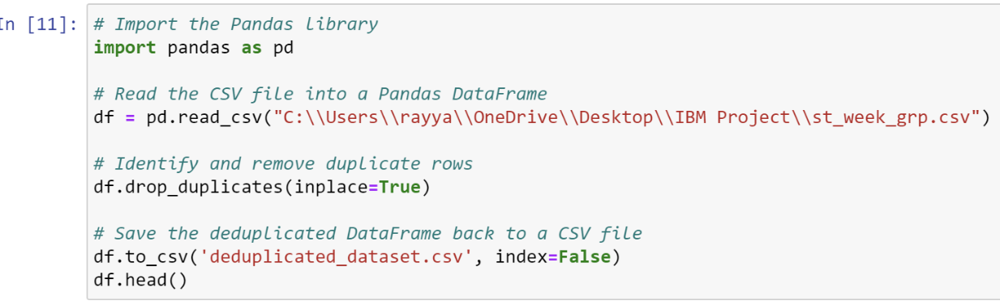 In [11]: # Import the Pandas library
import pandas as pd
# Read the CSV file into a Pandas DataFrame
df = pd.read_csv("C:\\Users\\rayya\\OneDrive\\Desktop\\IBM Project\\st_week_grp.csv")
# Identify and remove duplicate rows
df.drop_duplicates(inplace=True)
# Save the deduplicated DataFrame back to a CSV file
df.to_csv('deduplicated_dataset.csv', index=False)
df.head()